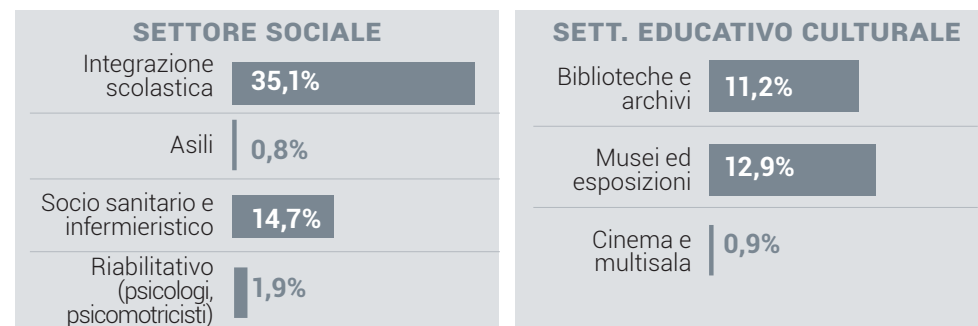 SETTORE SOCIALE
Integrazione
scolastica
35,1%
Asili
0,8%
Socio sanitario e
infermieristico
14,7%
Riabilitativo
(psicologi,
psicomotricisti)
1,9%
SETT. EDUCATIVO CULTURALE
Biblioteche e
archivi
11,2%
Musei ed
esposizioni
12,9%
Cinema e
multisala
0,9%